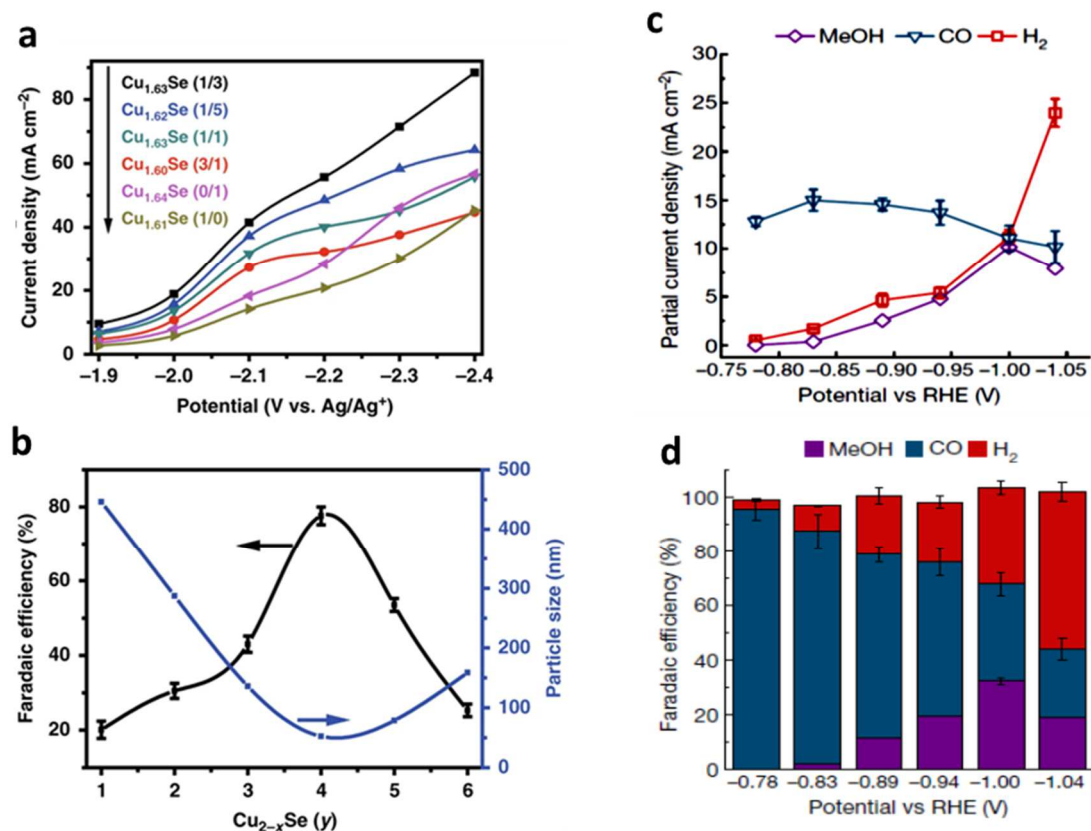 a
Current density (mA cm⁻²)
80
60
40
20
0
Cu₁.₆₃Se (1/3)
Cu₁.₆₂Se (1/5)
Cu₁.₆₃Se (1/1)
Cu₁.₆₀Se (3/1)
Cu₁.₆₄Se (0/1)
Cu₁.₆₁Se (1/0)
−1.9 −2.0 −2.1 −2.2 −2.3 −2.4
Potential (V vs. Ag/Ag⁺)
b
Faradaic efficiency (%)
80
60
40
20
500
400
300
200
100
0
Particle size (nm)
1 2 3 4 5 6
Cu₂₋ₓSe (y)
c
MeOH CO H₂
Partial current density (mA cm⁻²)
30
25
20
15
10
5
0
−0.75 −0.80 −0.85 −0.90 −0.95 −1.00 −1.05
Potential vs RHE (V)
d
MeOH CO H₂
Faradaic efficiency (%)
100
80
60
40
20
0
−0.78 −0.83 −0.89 −0.94 −1.00 −1.04
Potential vs RHE (V)